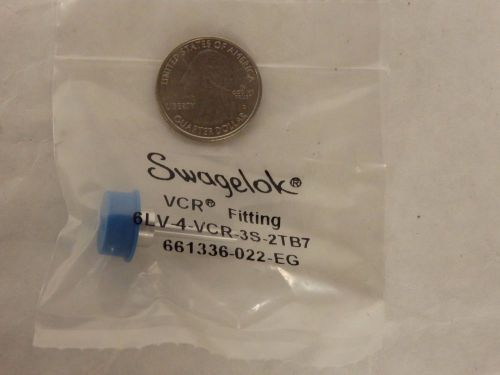 UNITED STATES OF AMERICA
LIBERTY
QUARTER DOLLAR
Swagelok®
VCR® Fitting
6LV-4-VCR-3S-2TB7
661336-022-EG